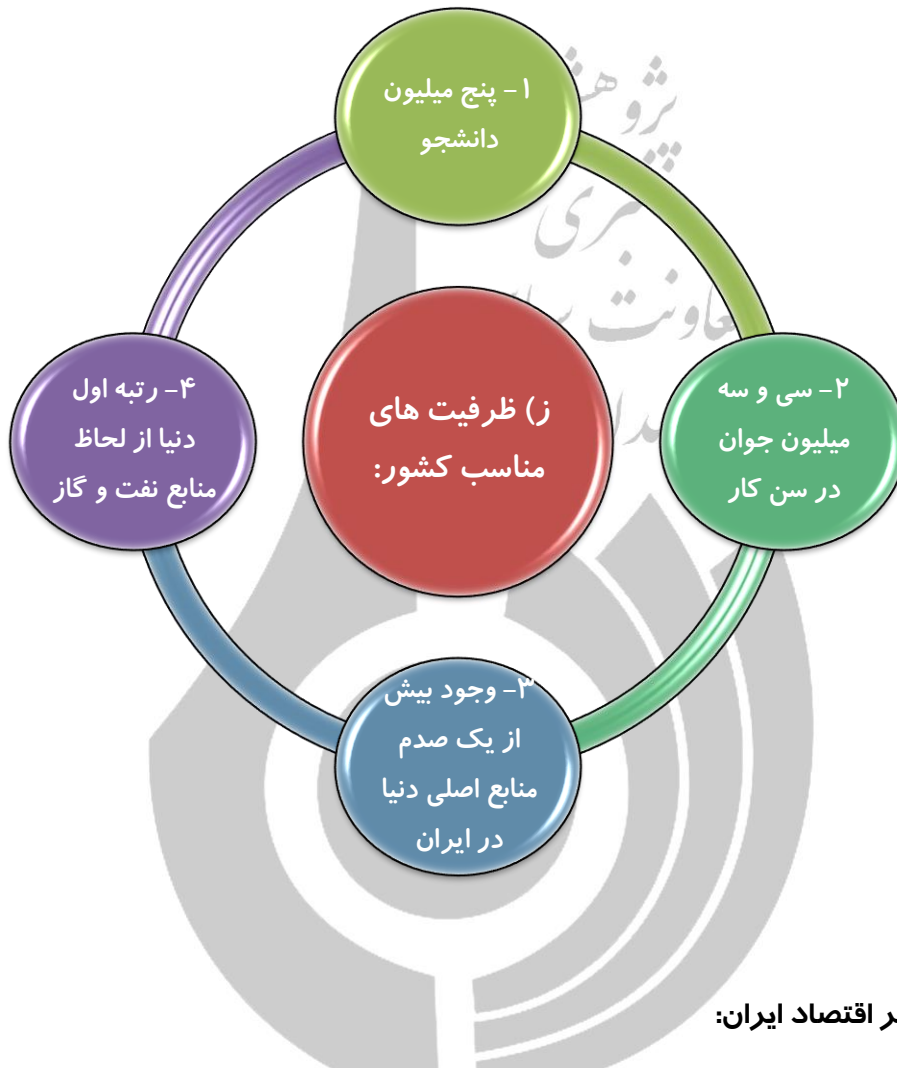 ۱- پنج میلیون
دانشجو
۲- سی و سه
میلیون جوان
در سن کار
۳- وجود بیش
از یک صدم
منابع اصلی دنیا
در ایران
۴- رتبه اول
دنیا از لحاظ
منابع نفت و گاز
ز) ظرفیت های
مناسب کشور:
ر اقتصاد ایران: